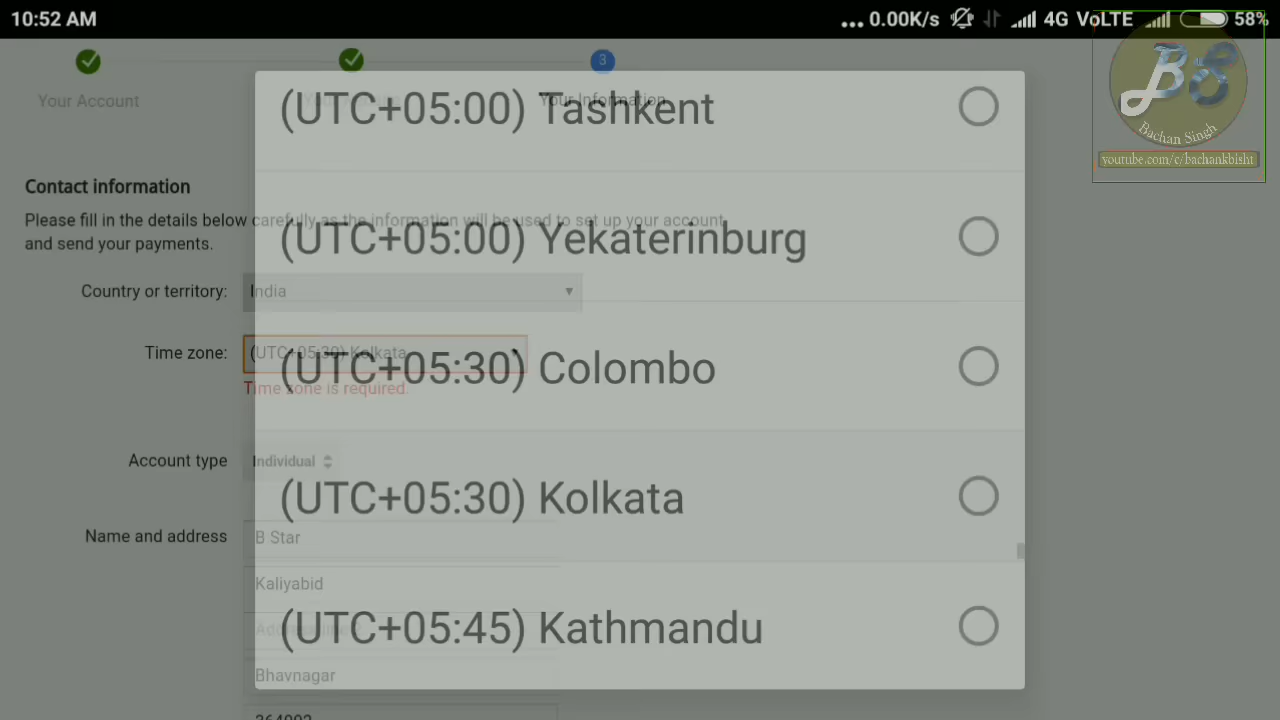 10:52 AM
... 0.00K/s 4G VoLTE 58%
Your Account
Your Information
3
BS
Bachan Singh
youtube.com/c/bachankbisht
Contact information
Please fill in the details below carefully as the information will be used to set up your account
and send your payments.
Country or territory: India
Time zone: (UTC+05:30) Kolkata
Time zone is required.
Account type Individual
Name and address B Star
Kaliyabid
Bhavnagar
364002
(UTC+05:00) Tashkent
(UTC+05:00) Yekaterinburg
(UTC+05:30) Colombo
(UTC+05:30) Kolkata
(UTC+05:45) Kathmandu